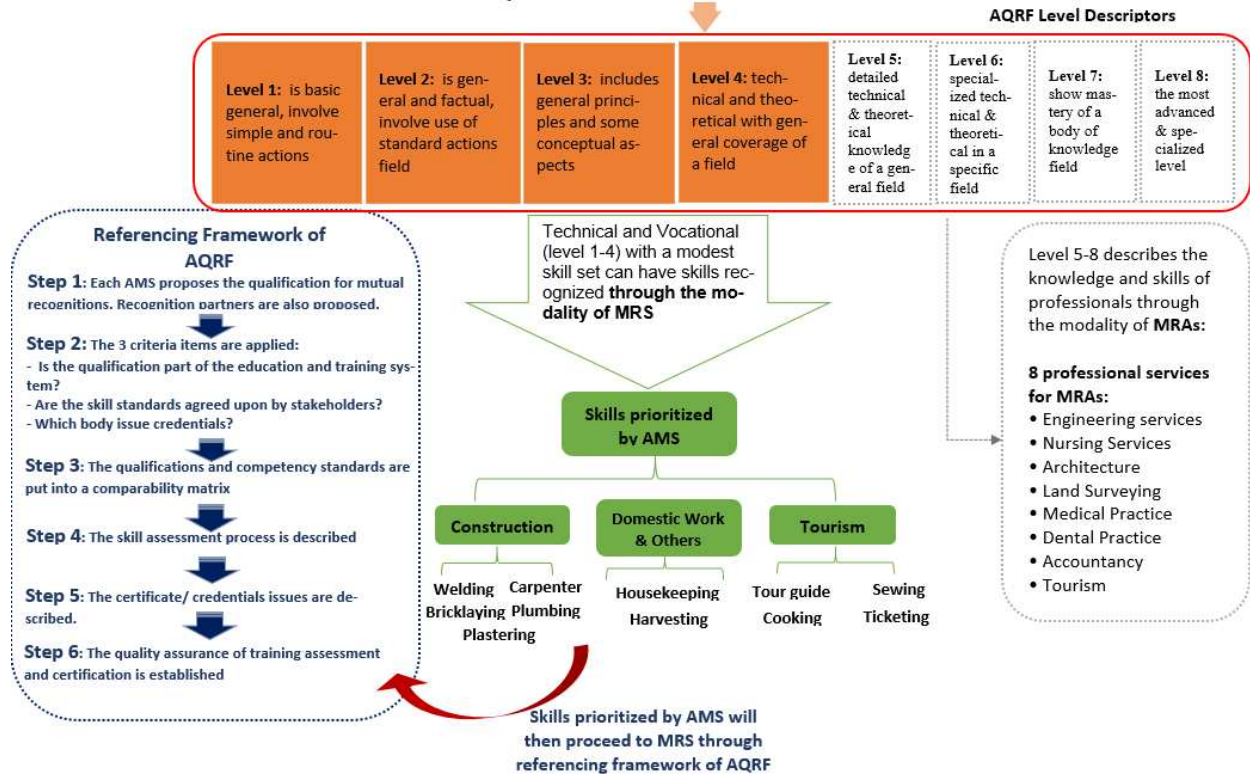 AQRF Level Descriptors
Level 1: is basic
general, involve
simple and rou-
tine actions
Level 2: is gen-
eral and factual,
involve use of
standard actions
field
Level 3: includes
general princi-
ples and some
conceptual as-
pects
Level 4: tech-
nical and theo-
retical with gen-
eral coverage of
a field
Level 5:
detailed
technical
& theoret-
ical
knowledg
e of a gen-
eral field
Level 6:
special-
ized tech-
nical &
theoreti-
cal in a
specific
field
Level 7:
show mas-
tery of a
body of
knowledge
field
Level 8:
the most
advanced
& spe-
cialized
level
Referencing Framework of
AQRF
Step 1: Each AMS proposes the qualification for mutual
recognitions. Recognition partners are also proposed.
Step 2: The 3 criteria items are applied:
- Is the qualification part of the education and training sys-
tem?
- Are the skill standards agreed upon by stakeholders?
- Which body issue credentials?
Step 3: The qualifications and competency standards are
put into a comparability matrix
Step 4: The skill assessment process is described
Step 5: The certificate/ credentials issues are de-
scribed.
Step 6: The quality assurance of training assessment
and certification is established
Technical and Vocational
(level 1-4) with a modest
skill set can have skills rec-
ognized through the mo-
dality of MRS
Skills prioritized
by AMS
Construction
Domestic Work
& Others
Tourism
Welding Carpenter
Bricklaying Plumbing
Plastering
Housekeeping
Harvesting
Tour guide Sewing
Cooking Ticketing
Skills prioritized by AMS will
then proceed to MRS through
referencing framework of AQRF
Level 5-8 describes the
knowledge and skills of
professionals through
the modality of MRAs:
8 professional services
for MRAs:
• Engineering services
• Nursing Services
• Architecture
• Land Surveying
• Medical Practice
• Dental Practice
• Accountancy
• Tourism